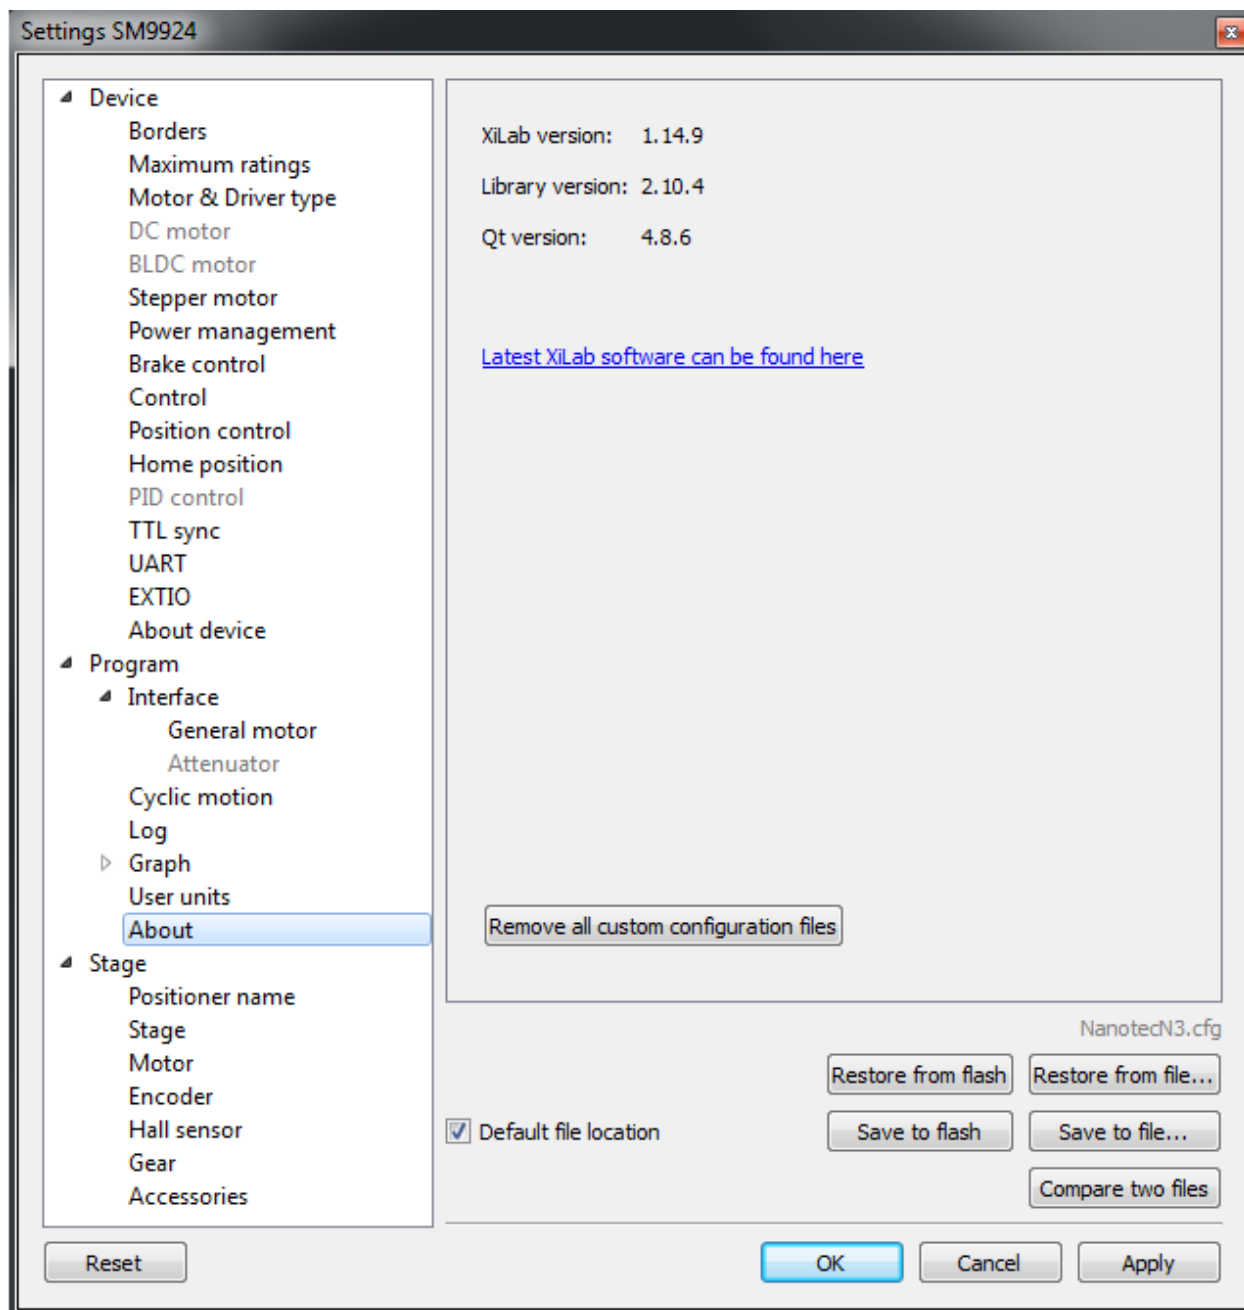 Settings SM9924
Device
Borders
Maximum ratings
Motor & Driver type
DC motor
BLDC motor
Stepper motor
Power management
Brake control
Control
Position control
Home position
PID control
TTL sync
UART
EXTIO
About device
Program
Interface
General motor
Attenuator
Cyclic motion
Log
Graph
User units
About
Stage
Positioner name
Stage
Motor
Encoder
Hall sensor
Gear
Accessories
XiLab version: 1.14.9
Library version: 2.10.4
Qt version: 4.8.6
Latest XiLab software can be found here
Remove all custom configuration files
NanotecN3.cfg
Restore from flash Restore from file...
Default file location Save to flash Save to file...
Compare two files
Reset OK Cancel Apply